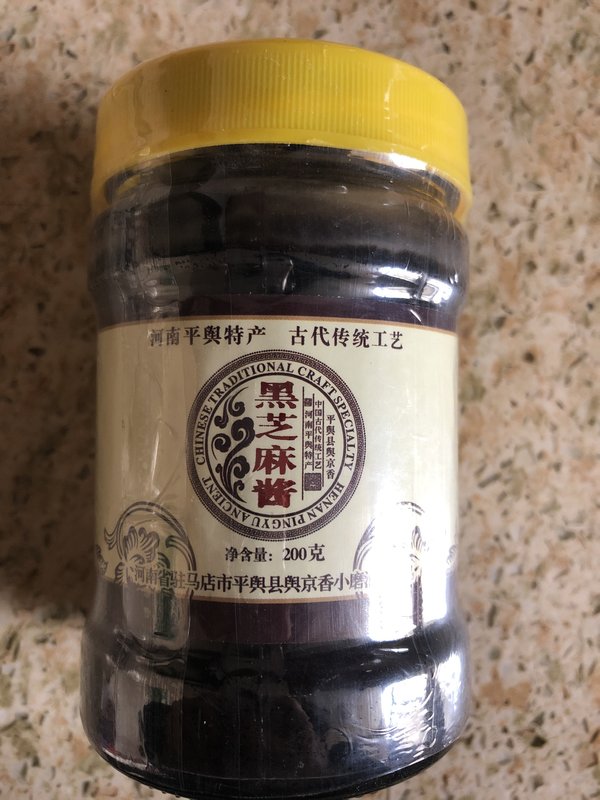 河南平舆特产 古代传统工艺
CHINESE TRADITIONAL CRAFT SPECIALTY
黑芝麻酱
平舆县舆京香
中国古代传统工艺
河南平舆特产
HENAN PINGYU ANCIENT
净含量：200克
河南省驻马店市平舆县舆京香小磨